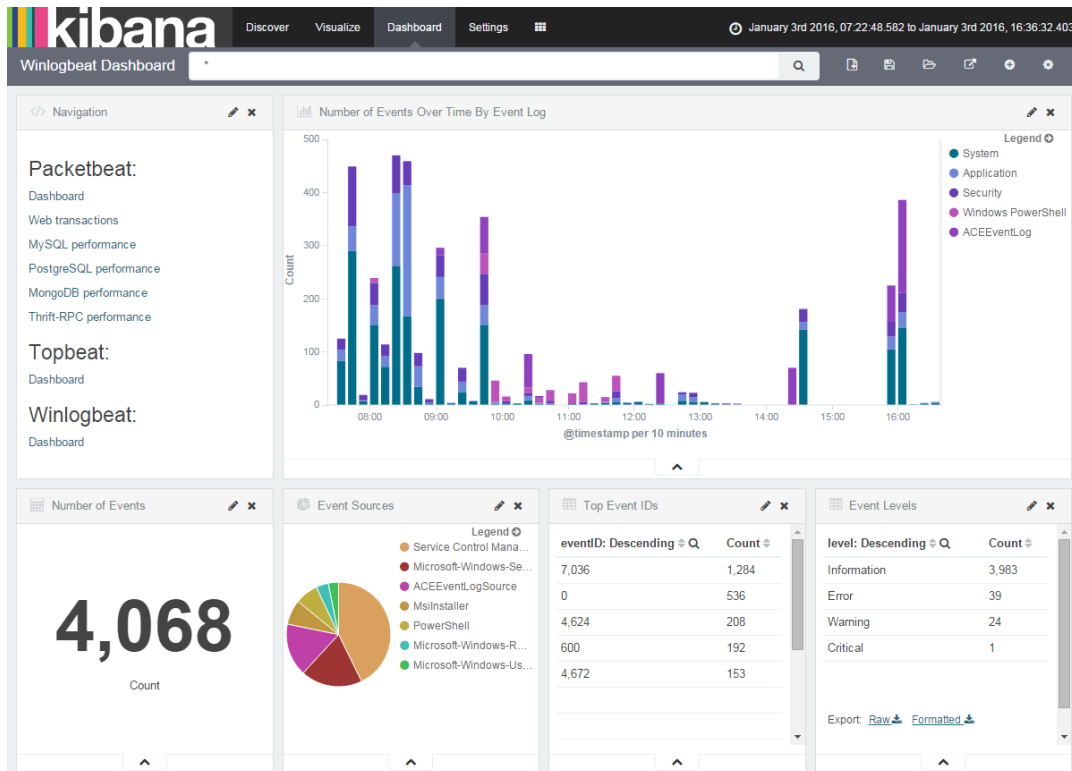 kibana
Discover Visualize Dashboard Settings
January 3rd 2016, 07:22:48.582 to January 3rd 2016, 16:36:32.403
Winlogbeat Dashboard *
Navigation
Packetbeat:
Dashboard
Web transactions
MySQL performance
PostgreSQL performance
MongoDB performance
Thrift-RPC performance
Topbeat:
Dashboard
Winlogbeat:
Dashboard
Number of Events Over Time By Event Log
Legend
System
Application
Security
Windows PowerShell
ACEEventLog
Count
500
400
300
200
100
0
08:00 09:00 10:00 11:00 12:00 13:00 14:00 15:00 16:00
@timestamp per 10 minutes
Number of Events
4,068
Count
Event Sources
Legend
Service Control Mana...
Microsoft-Windows-Se...
ACEEventLogSource
MsiInstaller
PowerShell
Microsoft-Windows-R...
Microsoft-Windows-Us...
Top Event IDs
eventID: Descending Count
7,036 1,284
0 536
4,624 208
600 192
4,672 153
Event Levels
level: Descending Count
Information 3,983
Error 39
Warning 24
Critical 1
Export: Raw Formatted